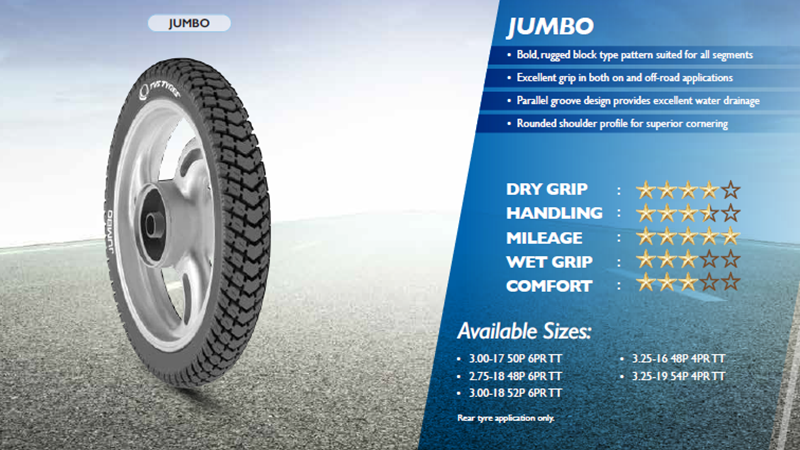 JUMBO
TVS TYRES
JUMBO
JUMBO
• Bold, rugged block type pattern suited for all segments
• Excellent grip in both on and off-road applications
• Parallel groove design provides excellent water drainage
• Rounded shoulder profile for superior cornering
DRY GRIP :
HANDLING :
MILEAGE :
WET GRIP :
COMFORT :
Available Sizes:
• 3.00-17 50P 6PR TT
• 2.75-18 48P 6PR TT
• 3.00-18 52P 6PR TT
• 3.25-16 48P 4PR TT
• 3.25-19 54P 4PR TT
Rear tyre application only.